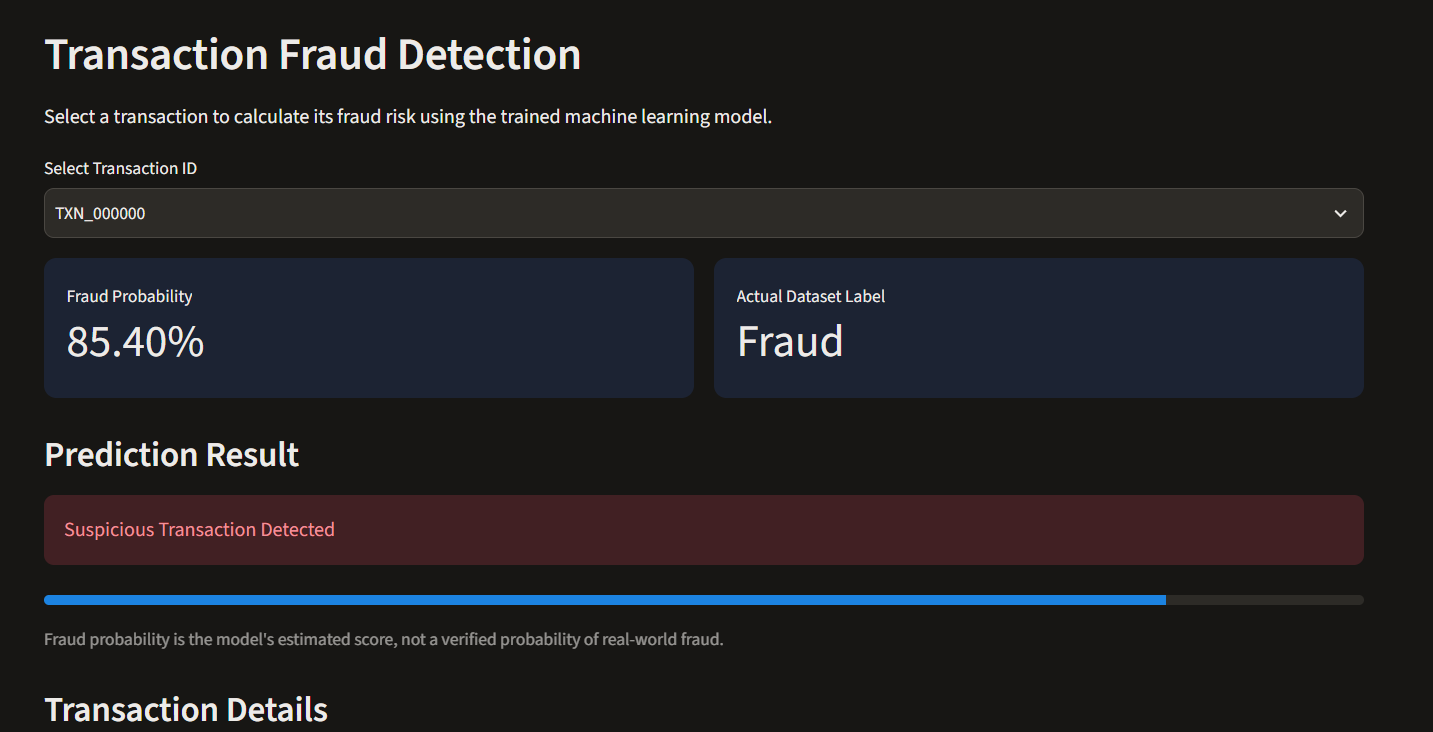 Transaction Fraud Detection
Select a transaction to calculate its fraud risk using the trained machine learning model.
Select Transaction ID
TXN_000000
Fraud Probability
85.40%
Actual Dataset Label
Fraud
Prediction Result
Suspicious Transaction Detected
Fraud probability is the model's estimated score, not a verified probability of real-world fraud.
Transaction Details